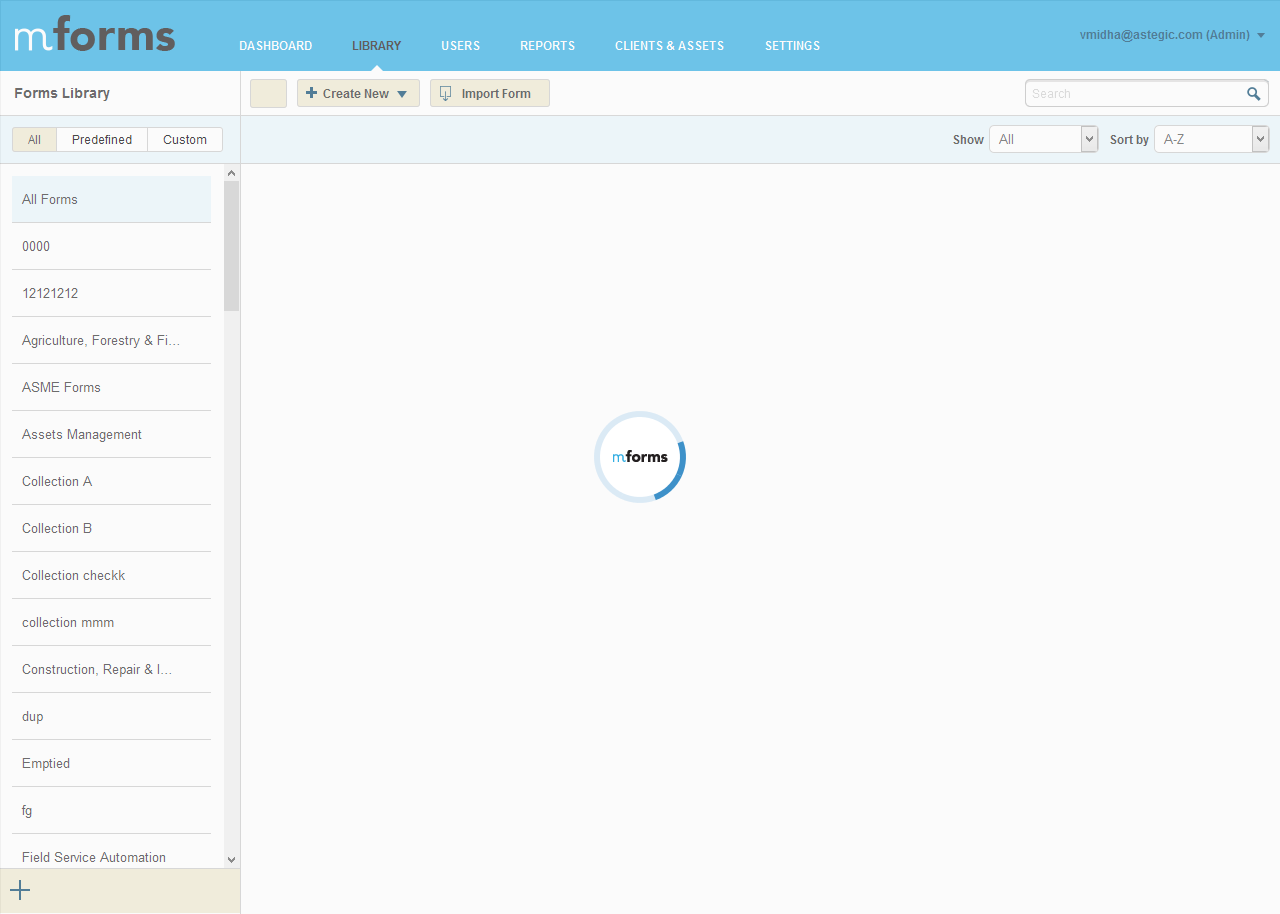 mforms
DASHBOARD LIBRARY USERS REPORTS CLIENTS & ASSETS SETTINGS
vmidha@astegic.com (Admin)
Forms Library
Create New
Import Form
Search
All Predefined Custom
Show All Sort by A-Z
All Forms
0000
12121212
Agriculture, Forestry & Fi...
ASME Forms
Assets Management
Collection A
mforms
Collection B
Collection checkk
collection mmm
Construction, Repair & I...
dup
Emptied
fg
Field Service Automation